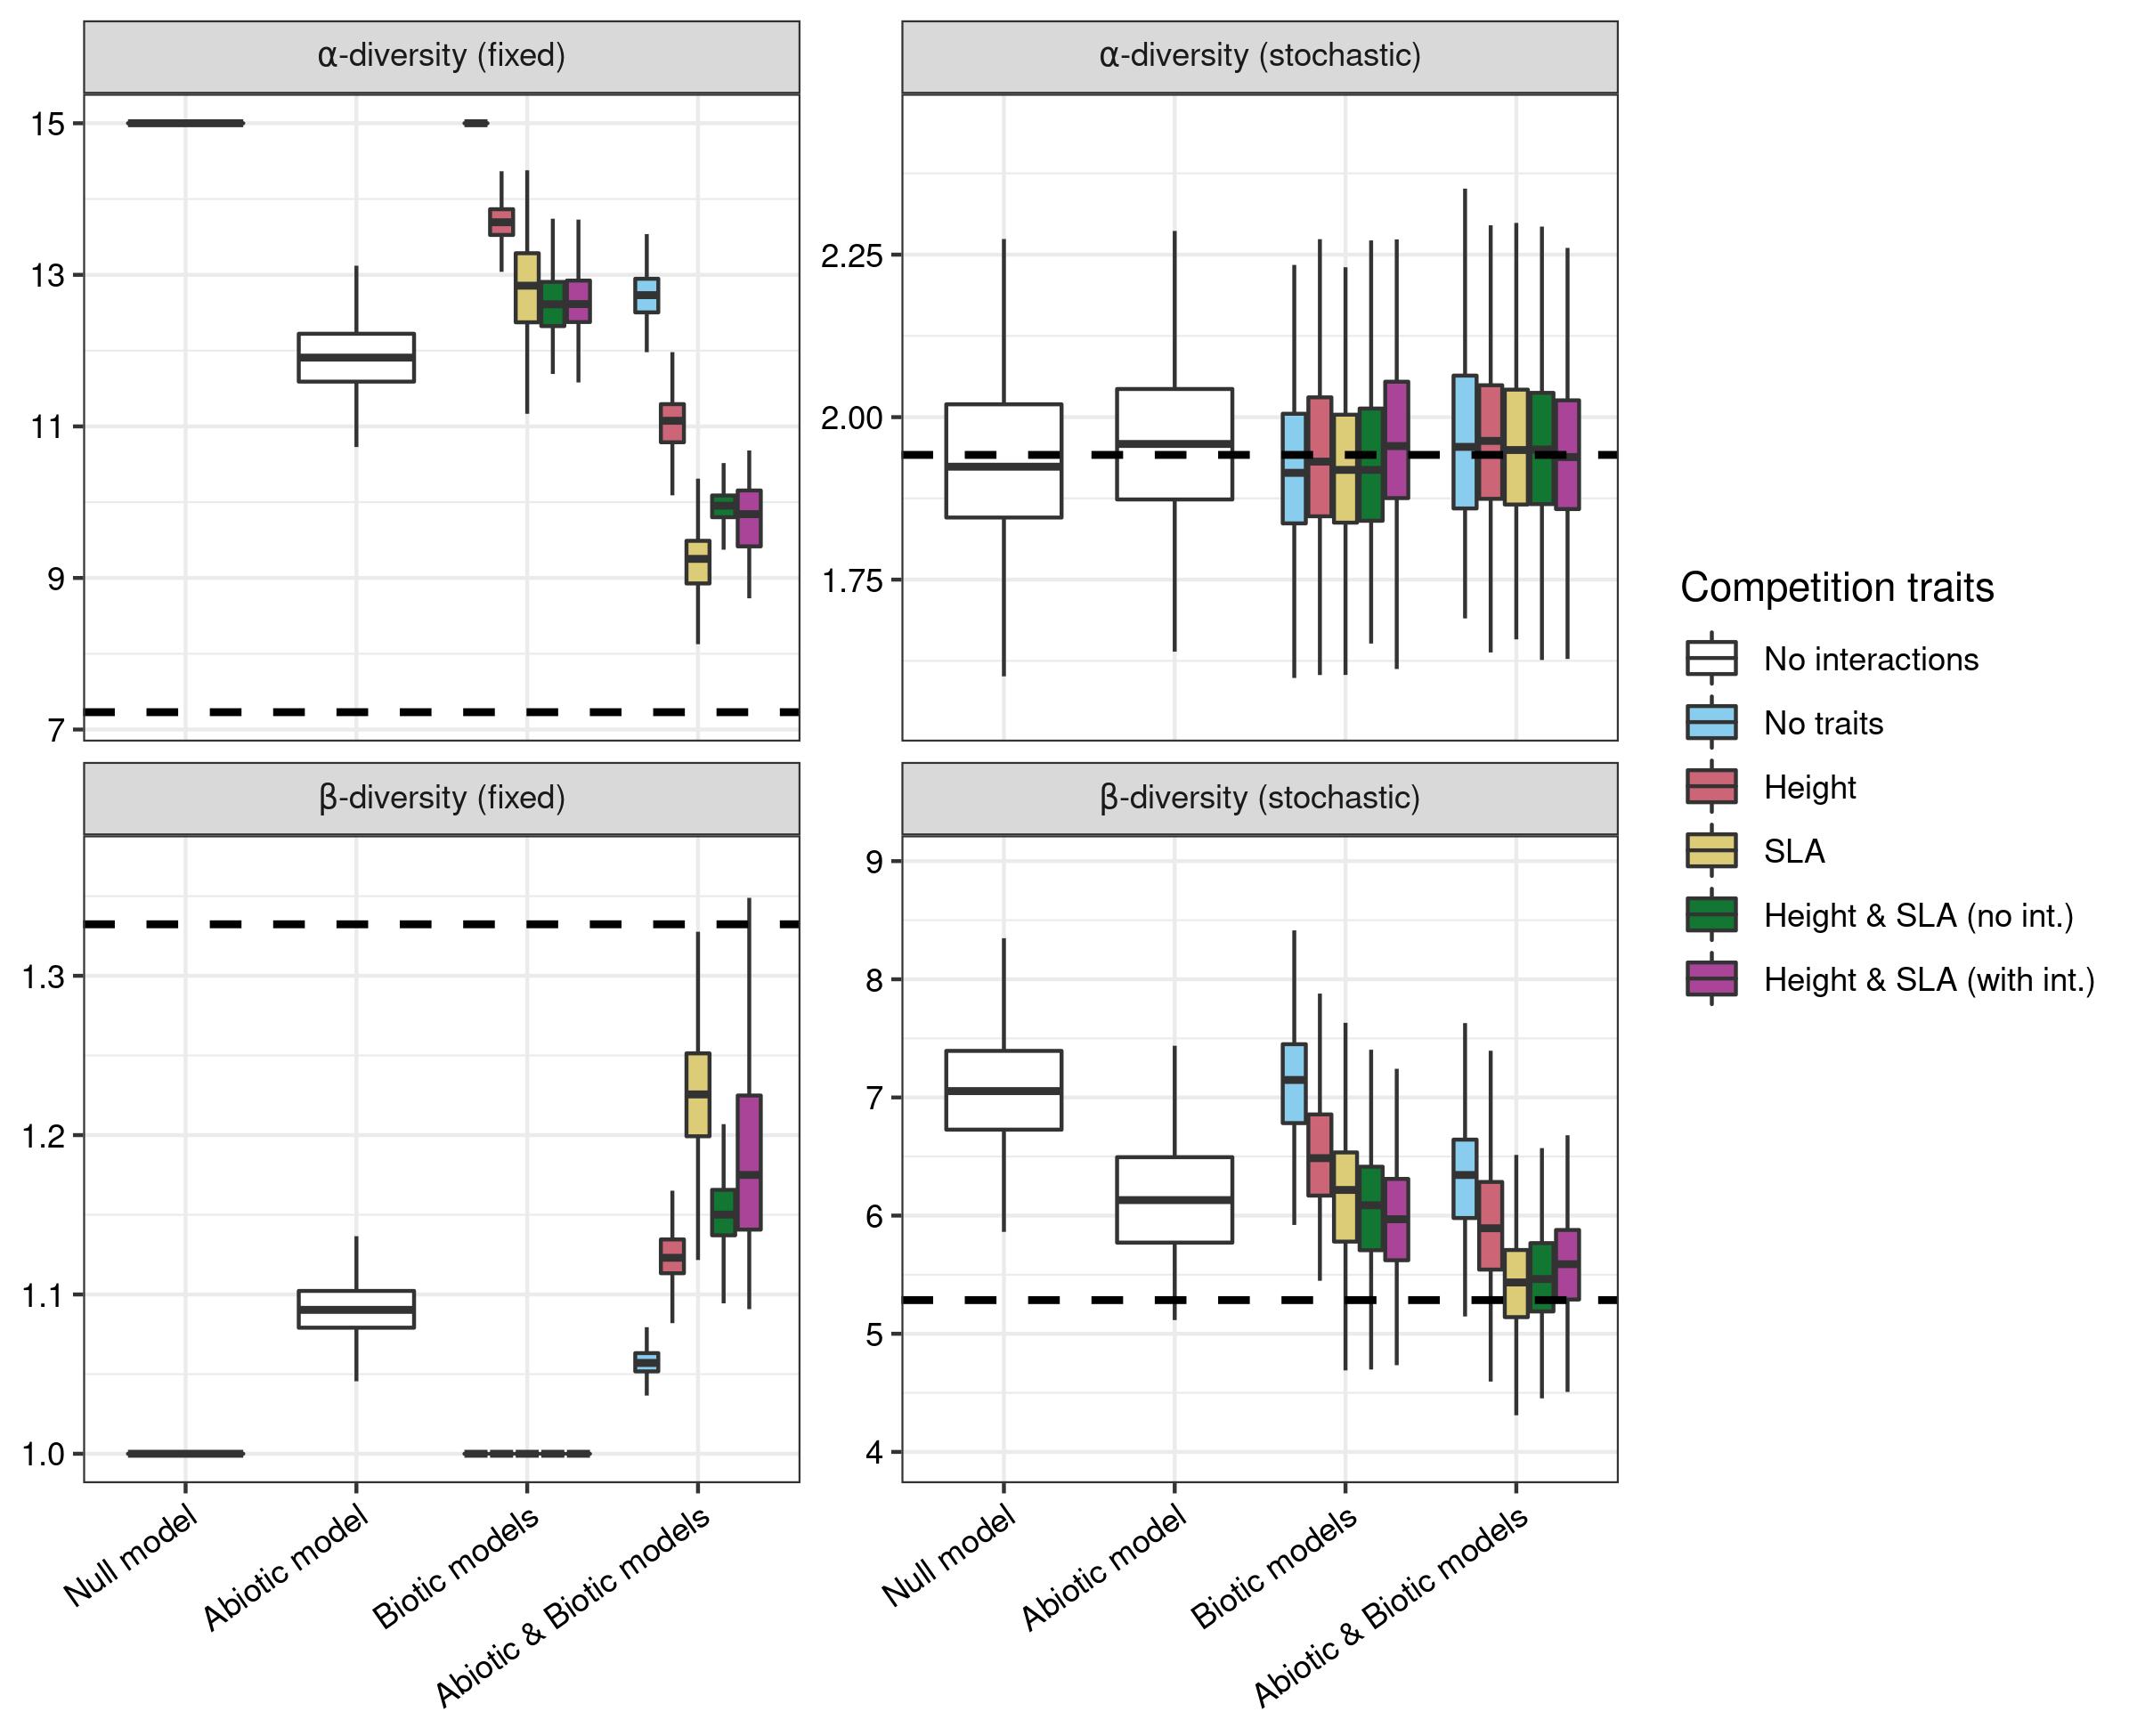 α-diversity (fixed)
15
13
11
9
7
α-diversity (stochastic)
2.25
2.00
1.75
β-diversity (fixed)
1.3
1.2
1.1
1.0
Null model
Abiotic model
Biotic models
Abiotic & Biotic models
β-diversity (stochastic)
9
8
7
6
5
4
Null model
Abiotic model
Biotic models
Abiotic & Biotic models
Competition traits
No interactions
No traits
Height
SLA
Height & SLA (no int.)
Height & SLA (with int.)